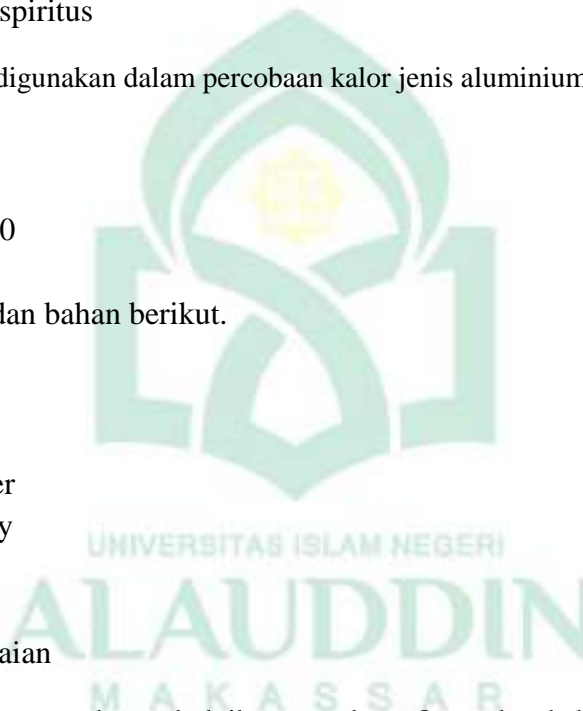 spiritus
digunakan dalam percobaan kalor jenis aluminium
0
dan bahan berikut.
er
y
UNIVERSITAS ISLAM NEGERI
ALAUDDIN
aian
M A K A S S A R